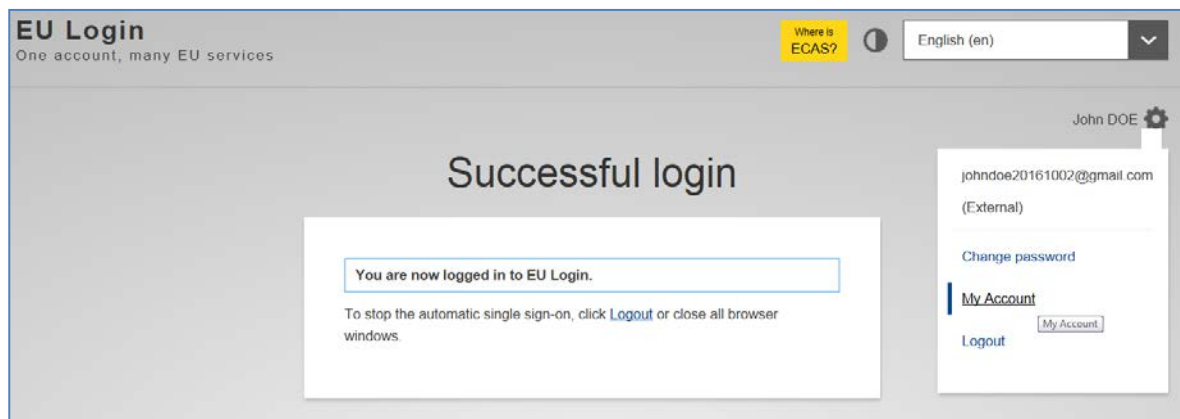 EU Login
One account, many EU services
Where is
ECAS?
English (en)
John DOE
Successful login
johndoe20161002@gmail.com
(External)
You are now logged in to EU Login.
To stop the automatic single sign-on, click Logout or close all browser
windows.
Change password
My Account
My Account
Logout